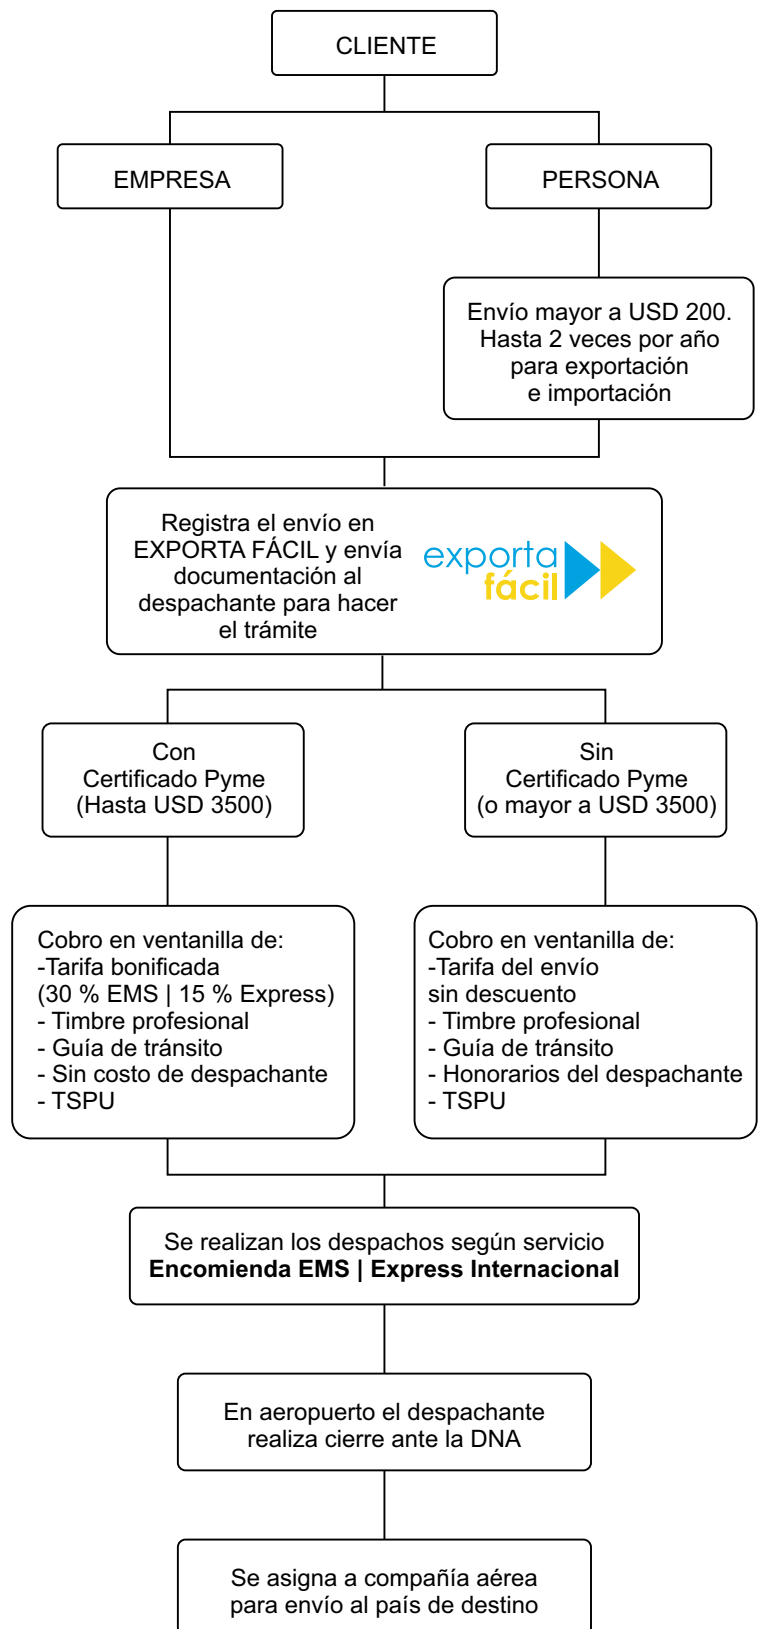 CLIENTE
EMPRESA
PERSONA
Envío mayor a USD 200.
Hasta 2 veces por año
para exportación
e importación
Registra el envío en
EXPORTA FÁCIL y envía
documentación al
despachante para hacer
el trámite
exporta
fácil
Con
Certificado Pyme
(Hasta USD 3500)
Sin
Certificado Pyme
(o mayor a USD 3500)
Cobro en ventanilla de:
-Tarifa bonificada
(30 % EMS | 15 % Express)
- Timbre profesional
- Guía de tránsito
- Sin costo de despachante
- TSPU
Cobro en ventanilla de:
-Tarifa del envío
sin descuento
- Timbre profesional
- Guía de tránsito
- Honorarios del despachante
- TSPU
Se realizan los despachos según servicio
Encomienda EMS | Express Internacional
En aeropuerto el despachante
realiza cierre ante la DNA
Se asigna a compañía aérea
para envío al país de destino